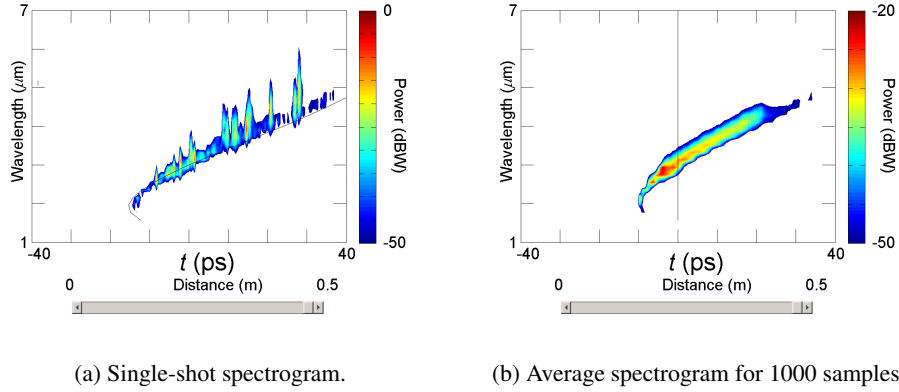 7
0
Wavelength (μm)
Power (dBW)
1
-50
-40
40
t (ps)
0
Distance (m)
0.5
(a) Single-shot spectrogram.
7
-20
Wavelength (μm)
Power (dBW)
1
-50
-40
40
t (ps)
0
Distance (m)
0.5
(b) Average spectrogram for 1000 samples